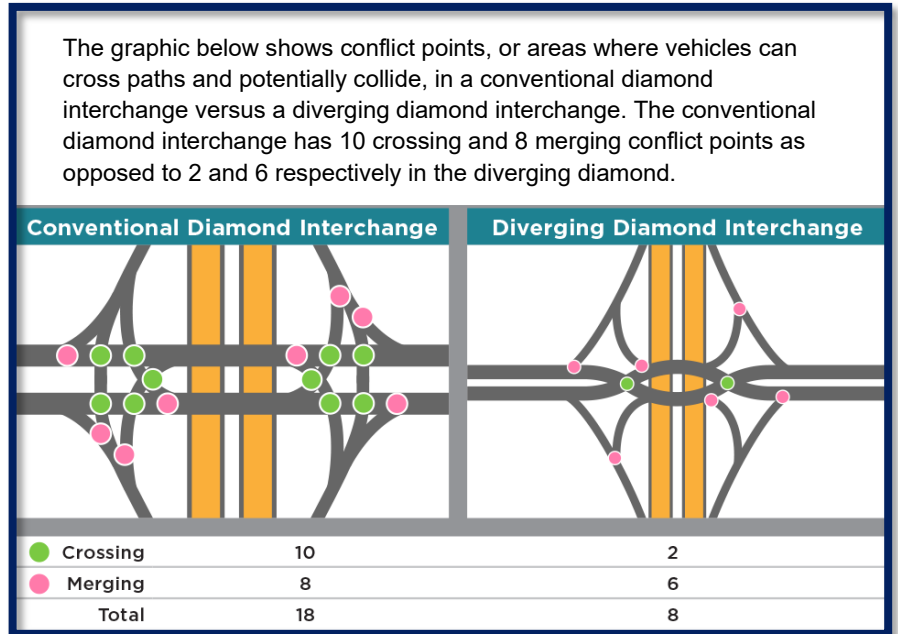 The graphic below shows conflict points, or areas where vehicles can
cross paths and potentially collide, in a conventional diamond
interchange versus a diverging diamond interchange. The conventional
diamond interchange has 10 crossing and 8 merging conflict points as
opposed to 2 and 6 respectively in the diverging diamond.
Conventional Diamond Interchange
Diverging Diamond Interchange
Crossing 10 2
Merging 8 6
Total 18 8